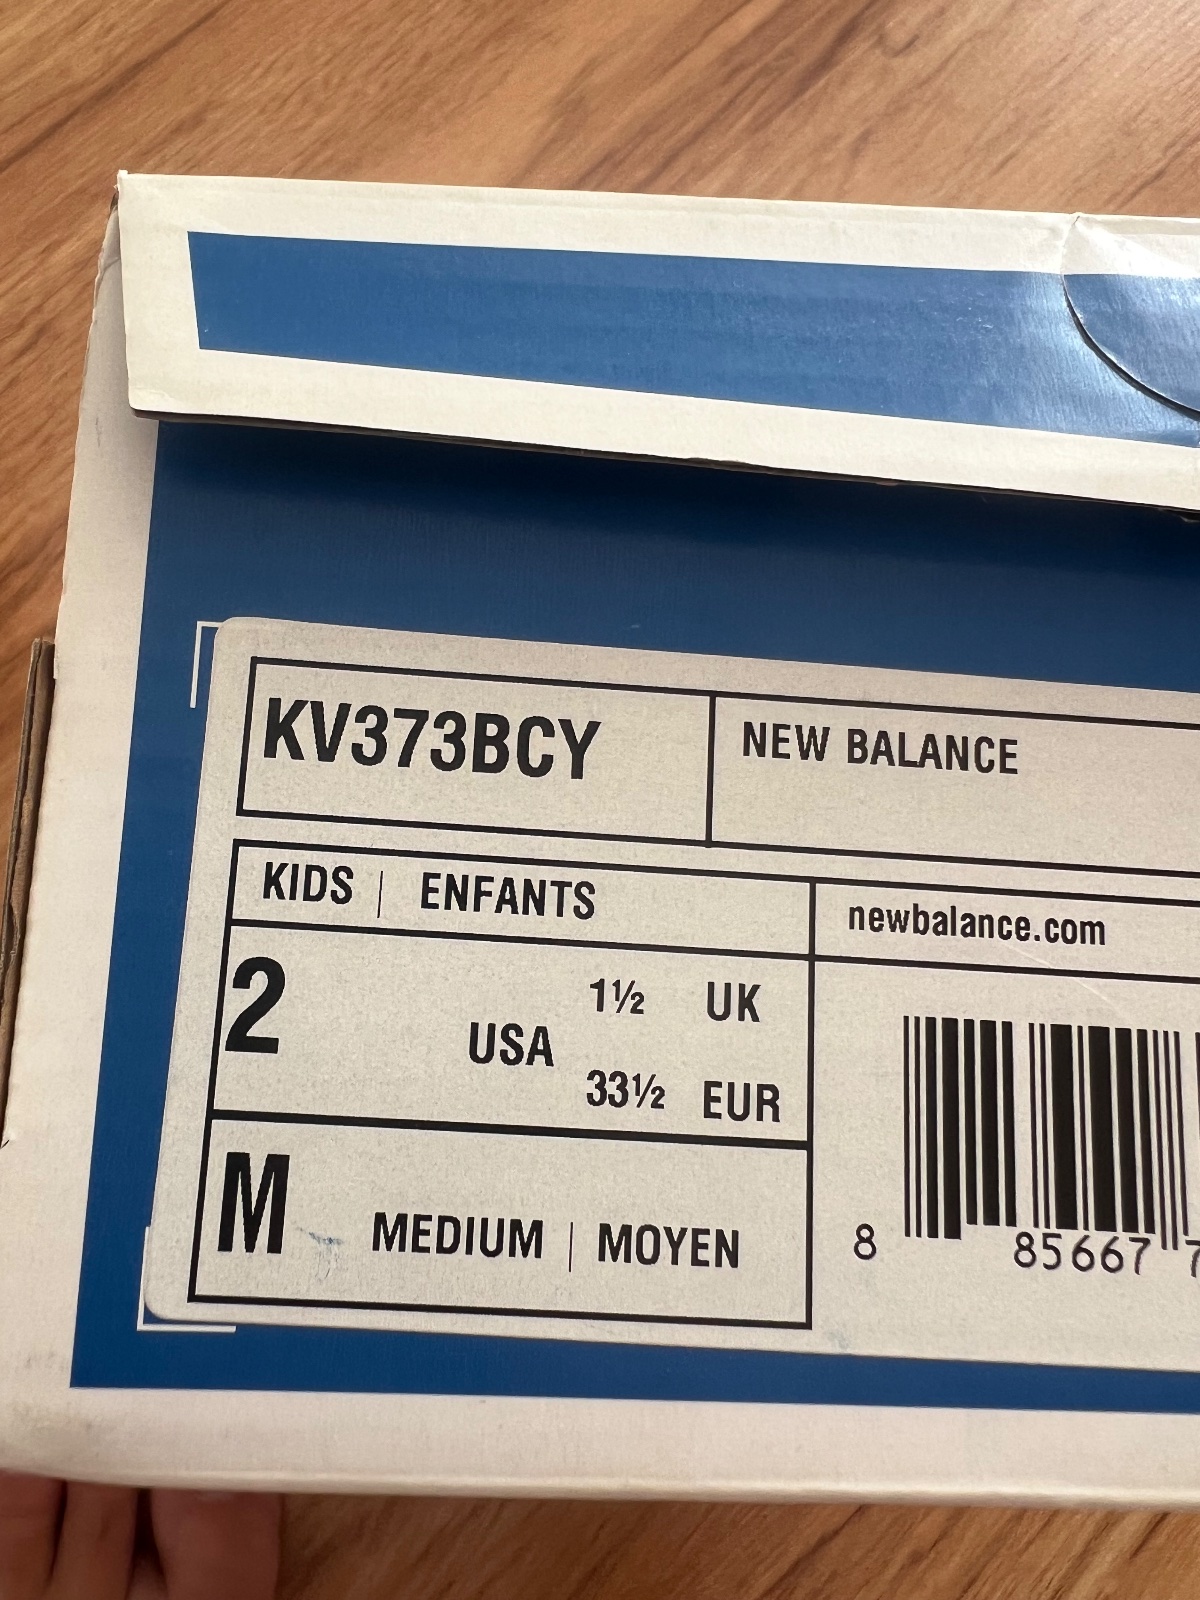 KV373BCY
NEW BALANCE
KIDS | ENFANTS
newbalance.com
2 USA
1½ UK
33½ EUR
M MEDIUM | MOYEN
8 85667 7